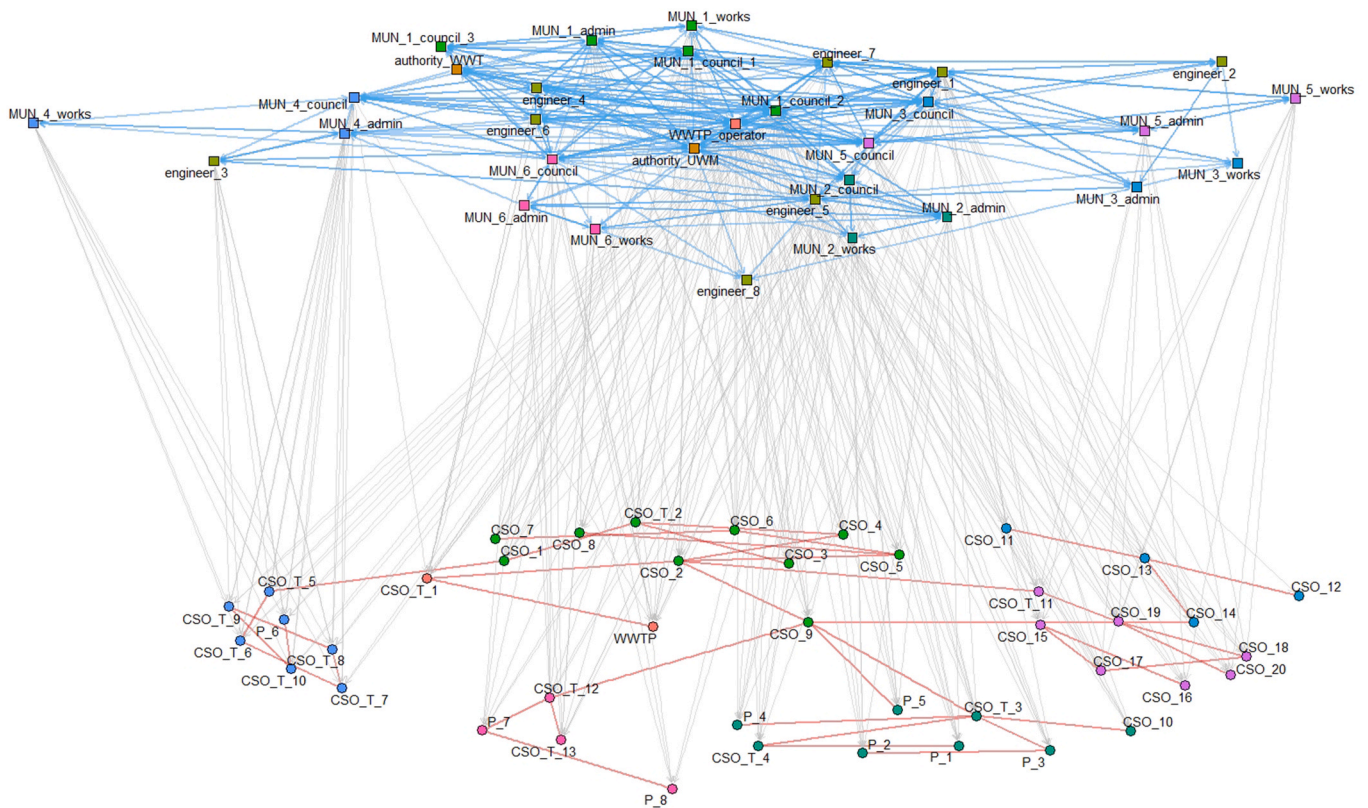 MUN_1_works
MUN_1_admin
MUN_1_council_3
authority_WWT
MUN_1_council_1
engineer_7
engineer_1
engineer_2
MUN_4_works
MUN_4_council
MUN_4_admin
engineer_4
engineer_6
MUN_1_council_2
MUN_3_council
MUN_5_works
MUN_5_admin
WWTP_operator
authority_UWM
MUN_5_council
engineer_3
MUN_6_council
MUN_2_council
MUN_3_works
MUN_3_admin
MUN_6_admin
engineer_5
MUN_2_admin
MUN_6_works
MUN_2_works
engineer_8
CSO_7
CSO_T_2
CSO_6
CSO_4
CSO_1
CSO_8
CSO_3
CSO_5
CSO_2
CSO_11
CSO_13
CSO_12
CSO_T_5
CSO_T_1
CSO_T_11
CSO_T_9
P_6
CSO_19
CSO_14
CSO_T_6
CSO_T_8
WWTP
CSO_9
CSO_15
CSO_T_10
CSO_17
CSO_18
CSO_20
CSO_T_7
CSO_16
CSO_T_12
P_7
CSO_T_13
P_4
P_5
CSO_T_3
CSO_10
CSO_T_4
P_2
P_1
P_3
P_8